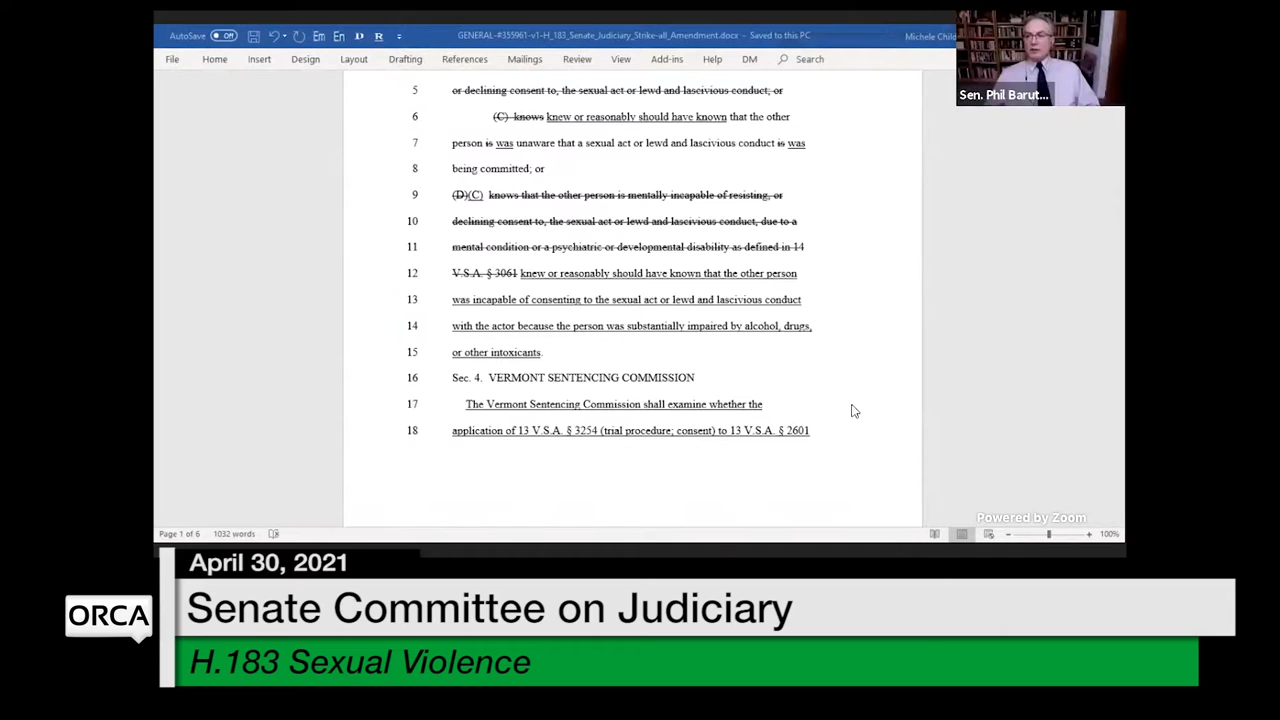 AutoSave Off Em En D R GENERAL-#355961-v1-H_183_Senate_Judiciary_Strike-all_Amendment.docx - Saved to this PC Michele Child
File Home Insert Design Layout Drafting References Mailings Review View Add-ins Help DM Search
Sen. Phil Barut...
5 or declining consent to, the sexual act or lewd and lascivious conduct; or
6 (C) knows knew or reasonably should have known that the other
7 person is was unaware that a sexual act or lewd and lascivious conduct is was
8 being committed; or
9 (D)(C) knows that the other person is mentally incapable of resisting, or
10 declining consent to, the sexual act or lewd and lascivious conduct, due to a
11 mental condition or a psychiatric or developmental disability as defined in 14
12 V.S.A. § 3061 knew or reasonably should have known that the other person
13 was incapable of consenting to the sexual act or lewd and lascivious conduct
14 with the actor because the person was substantially impaired by alcohol, drugs,
15 or other intoxicants.
16 Sec. 4. VERMONT SENTENCING COMMISSION
17 The Vermont Sentencing Commission shall examine whether the
18 application of 13 V.S.A. § 3254 (trial procedure; consent) to 13 V.S.A. § 2601
Powered by Zoom
Page 1 of 6 1032 words 100%
April 30, 2021
ORCA
Senate Committee on Judiciary
H.183 Sexual Violence